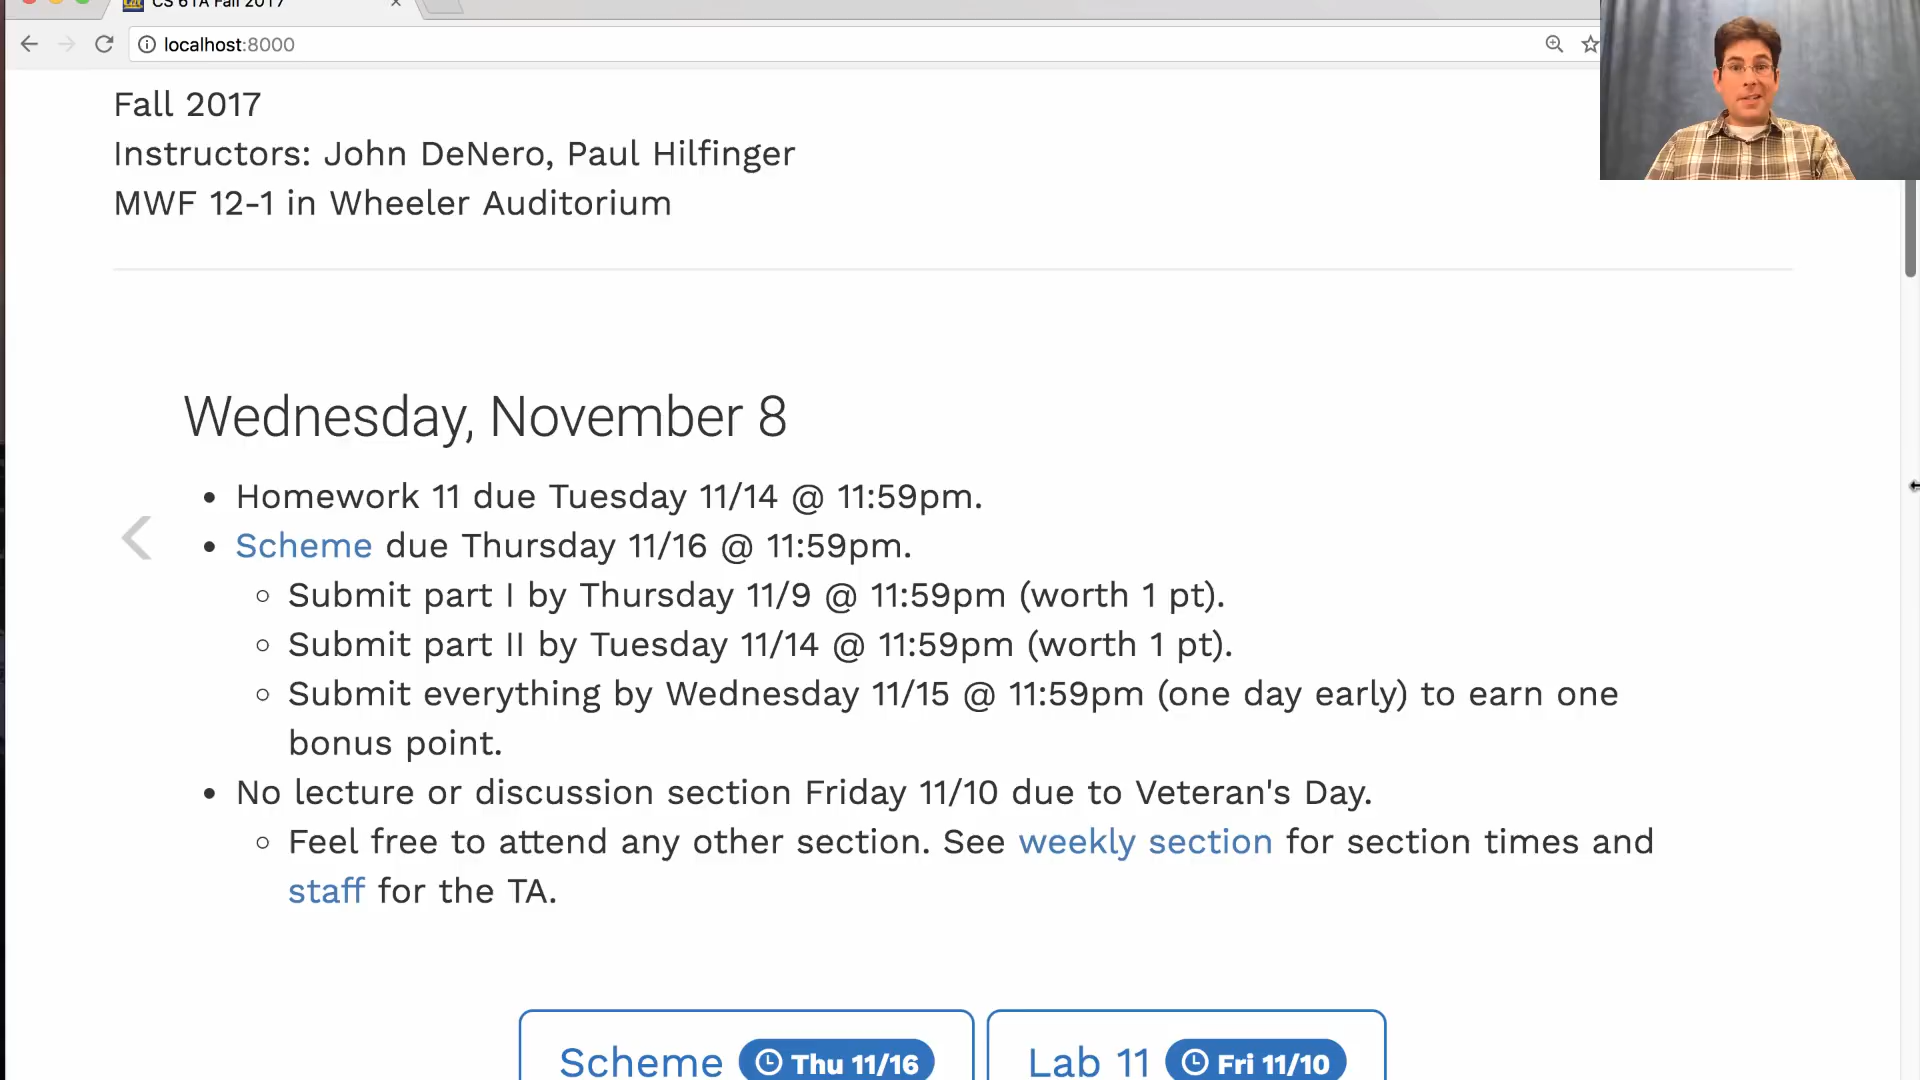 CS 61A Fall 2017
localhost:8000
Fall 2017
Instructors: John DeNero, Paul Hilfinger
MWF 12-1 in Wheeler Auditorium
Wednesday, November 8
Homework 11 due Tuesday 11/14 @ 11:59pm.
Scheme due Thursday 11/16 @ 11:59pm.
Submit part I by Thursday 11/9 @ 11:59pm (worth 1 pt).
Submit part II by Tuesday 11/14 @ 11:59pm (worth 1 pt).
Submit everything by Wednesday 11/15 @ 11:59pm (one day early) to earn one
bonus point.
No lecture or discussion section Friday 11/10 due to Veteran's Day.
Feel free to attend any other section. See weekly section for section times and
staff for the TA.
Scheme Thu 11/16
Lab 11 Fri 11/10